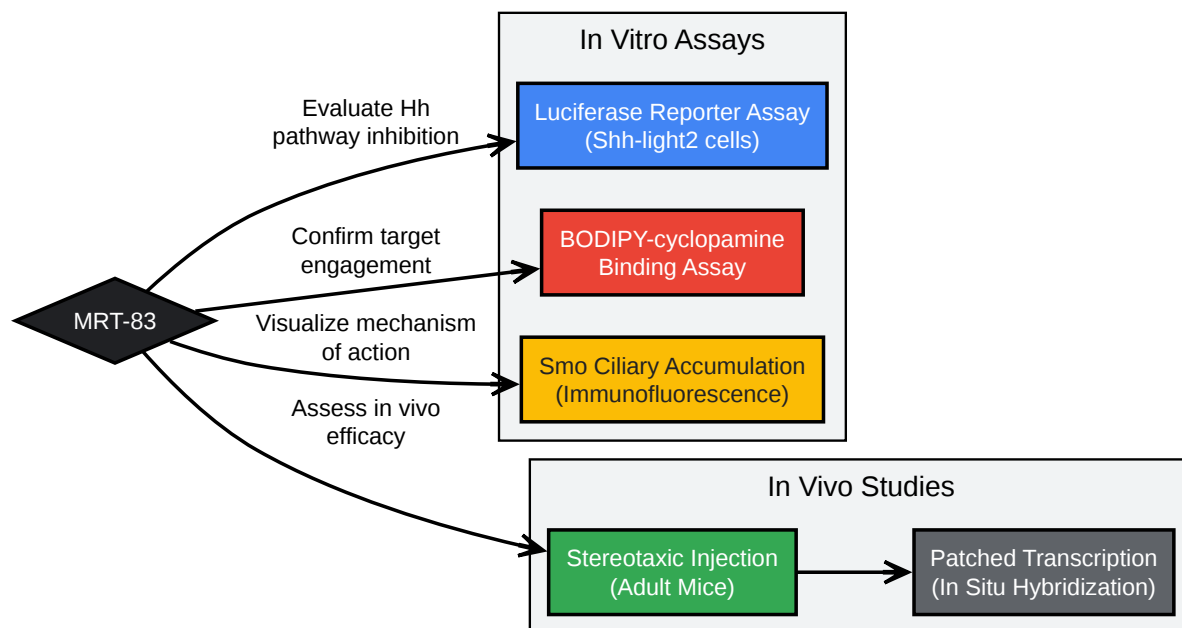 In Vitro Assays
Evaluate Hh
pathway inhibition
Luciferase Reporter Assay
(Shh-light2 cells)
Confirm target
engagement
BODIPY-cyclopamine
Binding Assay
MRT-83
Visualize mechanism
of action
Smo Ciliary Accumulation
(Immunofluorescence)
Assess in vivo
efficacy
In Vivo Studies
Stereotaxic Injection
(Adult Mice)
Patched Transcription
(In Situ Hybridization)